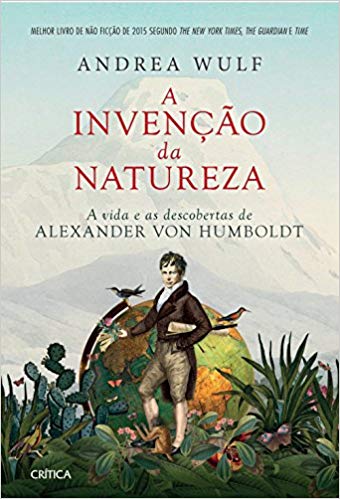 MELHOR LIVRO DE NÃO FICÇÃO DE 2015 SEGUNDO THE NEW YORK TIMES, THE GUARDIAN E TIME
ANDREA WULF
A
INVENÇÃO
da
NATUREZA
A vida e as descobertas de
ALEXANDER VON HUMBOLDT
CRÍTICA